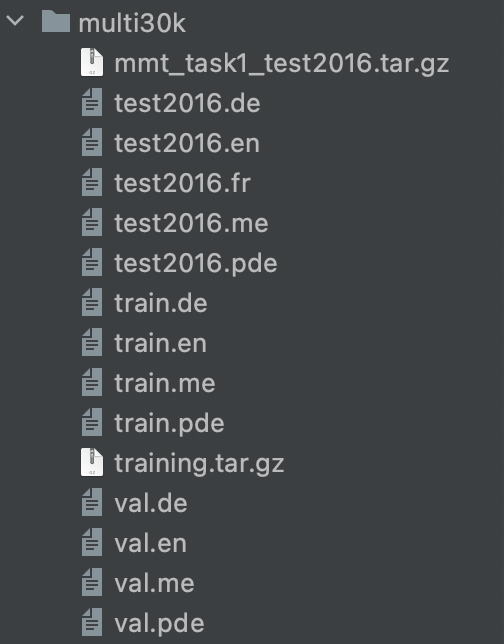 multi30k
mmt_task1_test2016.tar.gz
test2016.de
test2016.en
test2016.fr
test2016.me
test2016.pde
train.de
train.en
train.me
train.pde
training.tar.gz
val.de
val.en
val.me
val.pde